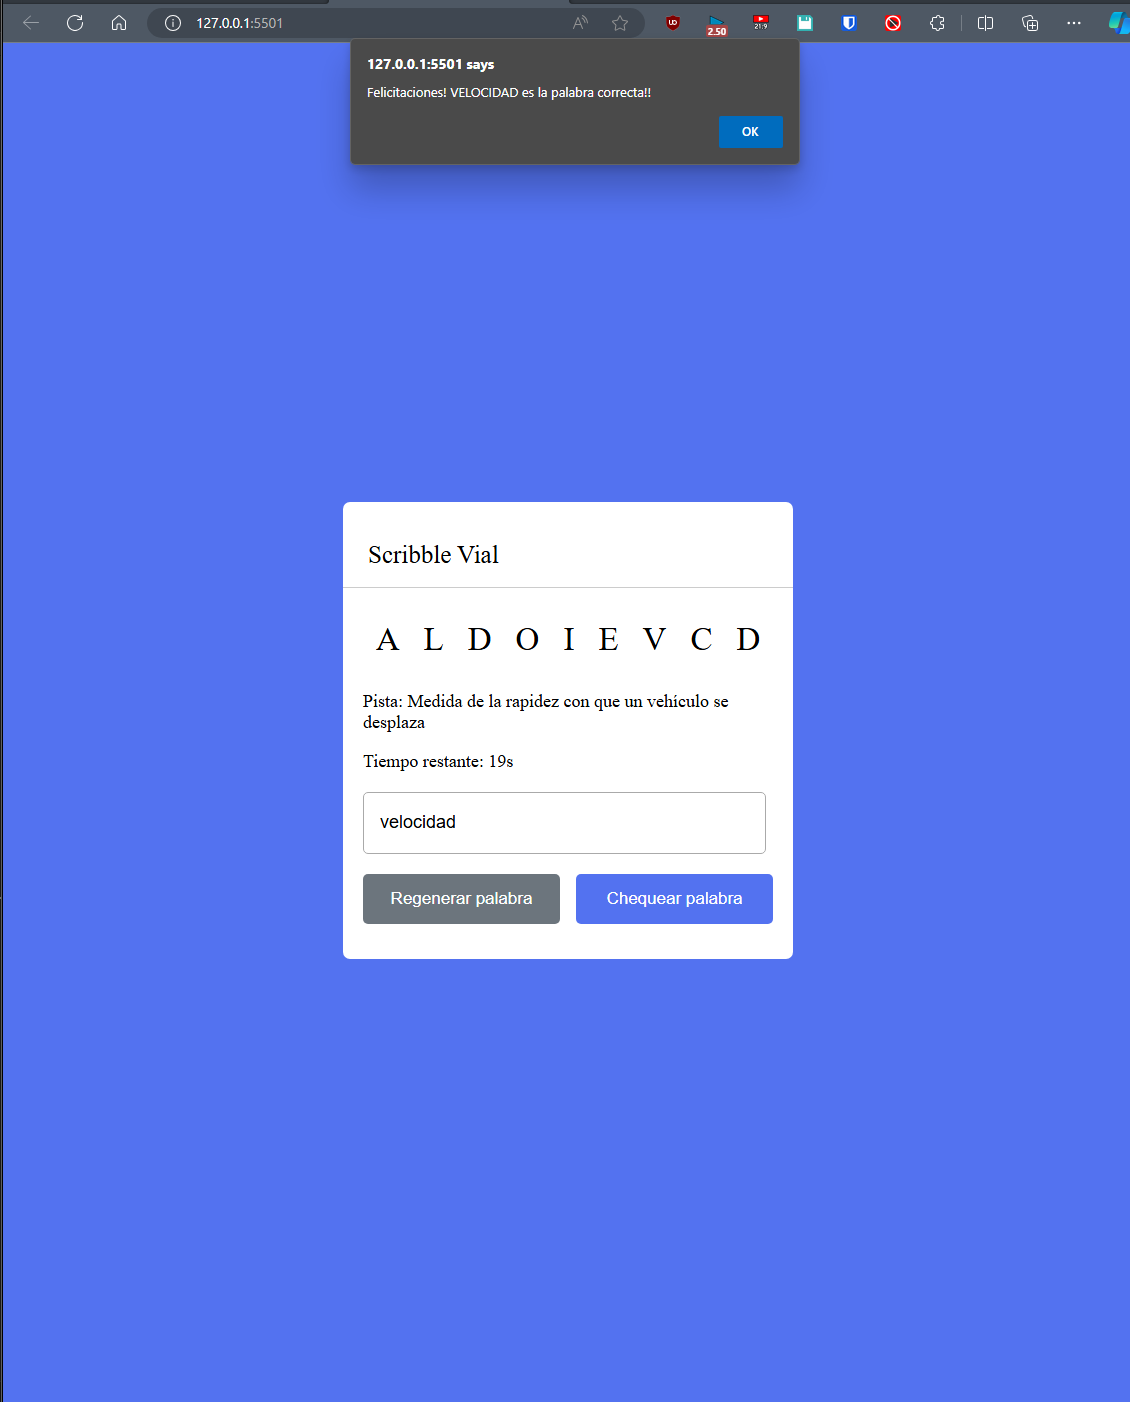 127.0.0.1:5501
2.50
21:9
127.0.0.1:5501 says
Felicitaciones! VELOCIDAD es la palabra correcta!!
OK
Scribble Vial
A L D O I E V C D
Pista: Medida de la rapidez con que un vehículo se
desplaza
Tiempo restante: 19s
velocidad
Regenerar palabra
Chequear palabra